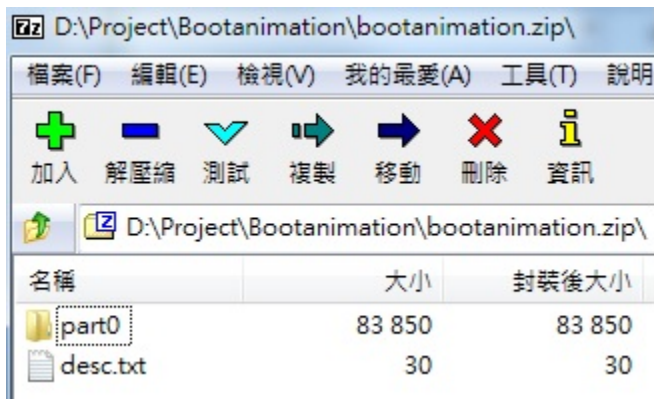 7z D:\Project\Bootanimation\bootanimation.zip\
檔案(F) 編輯(E) 檢視(V) 我的最愛(A) 工具(T) 說明
加入 解壓縮 測試 複製 移動 刪除 資訊
D:\Project\Bootanimation\bootanimation.zip\
名稱 大小 封裝後大小
part0 83 850 83 850
desc.txt 30 30